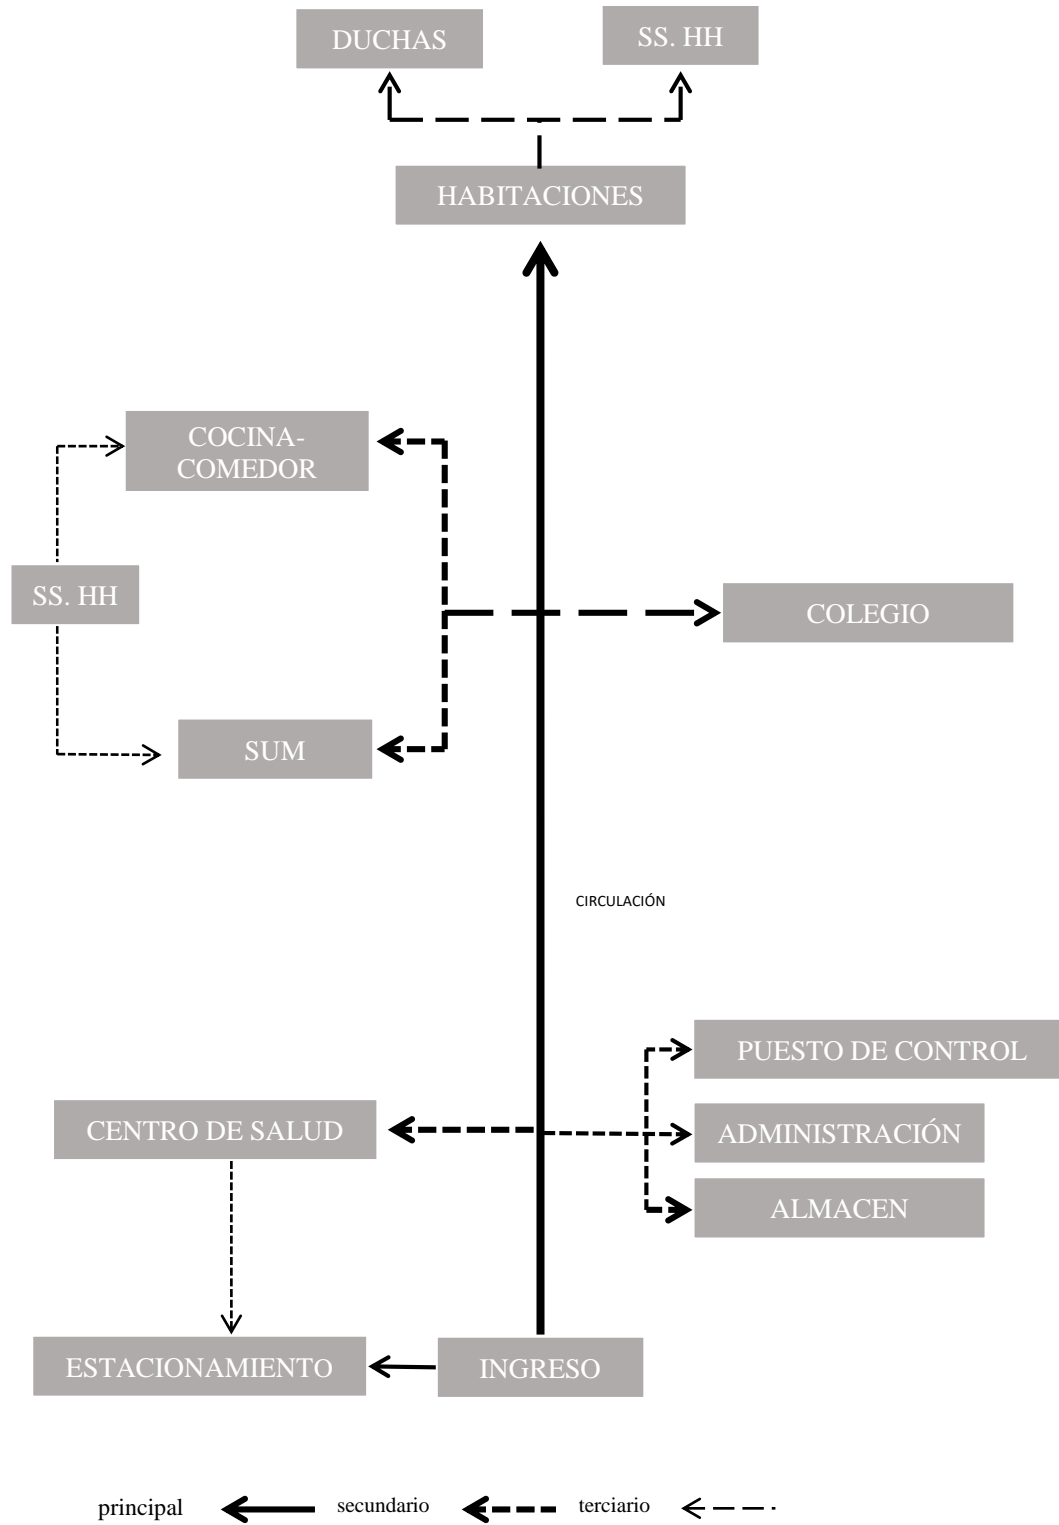 DUCHAS
SS. HH
HABITACIONES
COCINA-
COMEDOR
SS. HH
COLEGIO
SUM
CIRCULACIÓN
PUESTO DE CONTROL
CENTRO DE SALUD
ADMINISTRACIÓN
ALMACEN
ESTACIONAMIENTO
INGRESO
principal
secundario
terciario